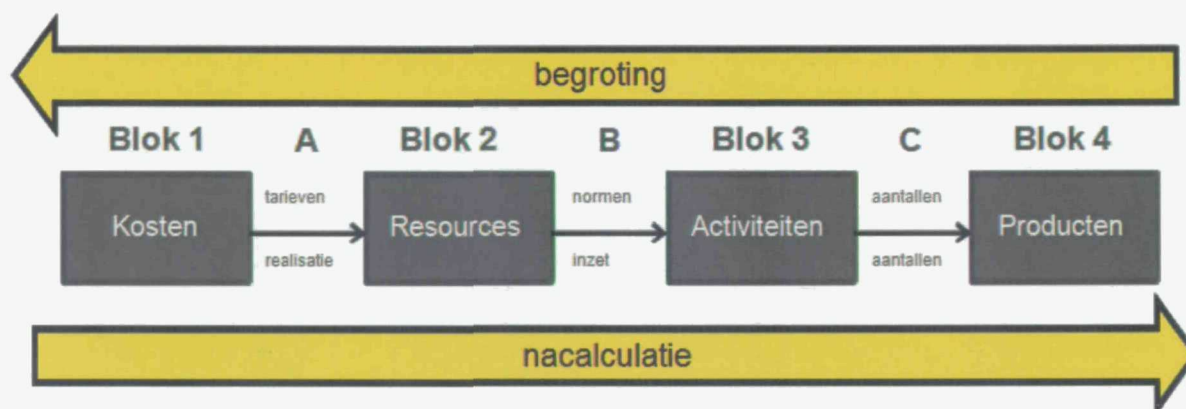 begroting
Blok 1 A Blok 2 B Blok 3 C Blok 4
tarieven normen aantallen
Kosten Resources Activiteiten Producten
realisatie inzet aantallen
nacalculatie